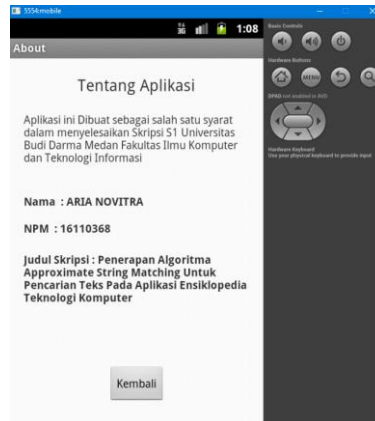 5554:mobile
3G
1:08
About
Tentang Aplikasi
Aplikasi ini Dibuat sebagai salah satu syarat
dalam menyelesaikan Skripsi S1 Universitas
Budi Darma Medan Fakultas Ilmu Komputer
dan Teknologi Informasi
Nama : ARIA NOVITRA
NPM : 16110368
Judul Skripsi : Penerapan Algoritma
Approximate String Matching Untuk
Pencarian Teks Pada Aplikasi Ensiklopedia
Teknologi Komputer
Kembali
Basic Controls
Hardware Buttons
MENU
DPAD not enabled in AVD
Hardware Keyboard
Use your physical keyboard to provide input